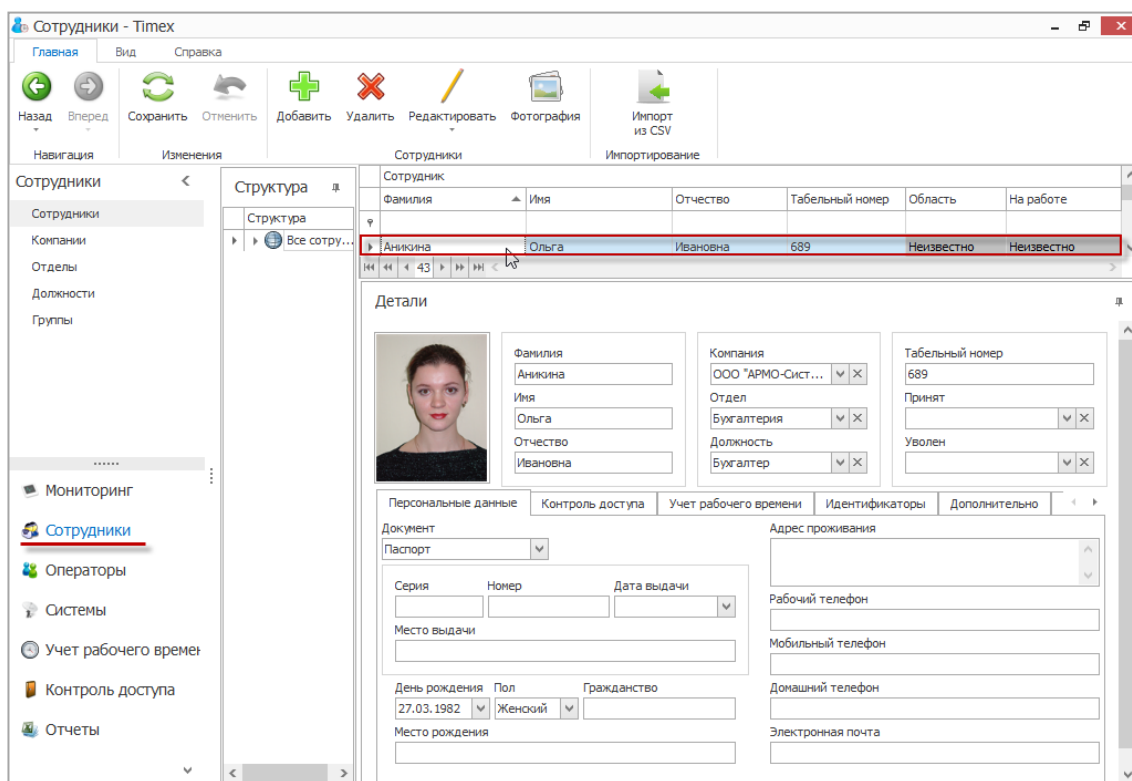 Сотрудники - Timex
Главная Вид Справка
Назад Вперед Сохранить Отменить Добавить Удалить Редактировать Фотография Импорт из CSV
Навигация Изменения Сотрудники Импортирование
Сотрудники
Сотрудники
Компании
Отделы
Должности
Группы
Мониторинг
Сотрудники
Операторы
Системы
Учет рабочего времен
Контроль доступа
Отчеты
Структура
Структура
Все сотру...
Сотрудник
Фамилия Имя Отчество Табельный номер Область На работе
Аникина Ольга Ивановна 689 Неизвестно Неизвестно
43
Детали
Фамилия Компания Табельный номер
Аникина ООО "АРМО-Сист... 689
Имя Отдел Принят
Ольга Бухгалтерия
Отчество Должность Уволен
Ивановна Бухгалтер
Персональные данные Контроль доступа Учет рабочего времени Идентификаторы Дополнительно
Документ Адрес проживания
Паспорт
Серия Номер Дата выдачи
Рабочий телефон
Место выдачи
Мобильный телефон
День рождения Пол Гражданство Домашний телефон
27.03.1982 Женский
Место рождения Электронная почта